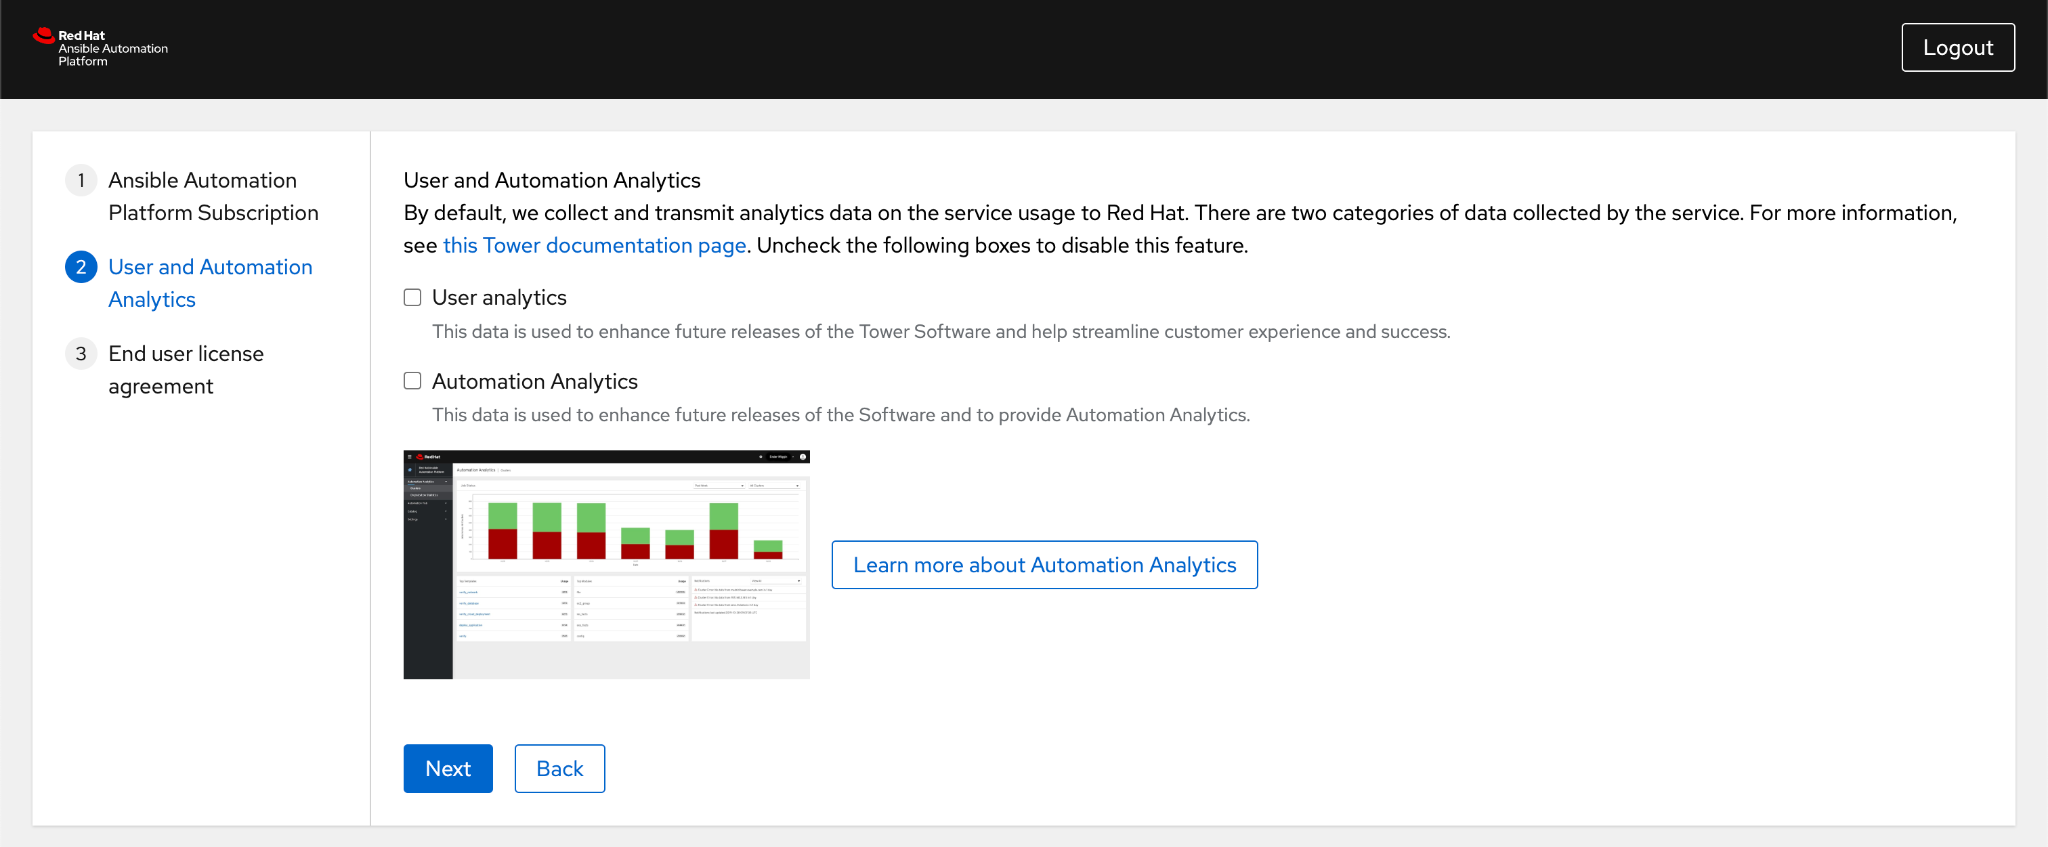 Red Hat
Ansible Automation
Platform
Logout
1 Ansible Automation
Platform Subscription
2 User and Automation
Analytics
3 End user license
agreement
User and Automation Analytics
By default, we collect and transmit analytics data on the service usage to Red Hat. There are two categories of data collected by the service. For more information,
see this Tower documentation page. Uncheck the following boxes to disable this feature.
User analytics
This data is used to enhance future releases of the Tower Software and help streamline customer experience and success.
Automation Analytics
This data is used to enhance future releases of the Software and to provide Automation Analytics.
Red Hat
Automation Analytics
Learn more about Automation Analytics
Next
Back